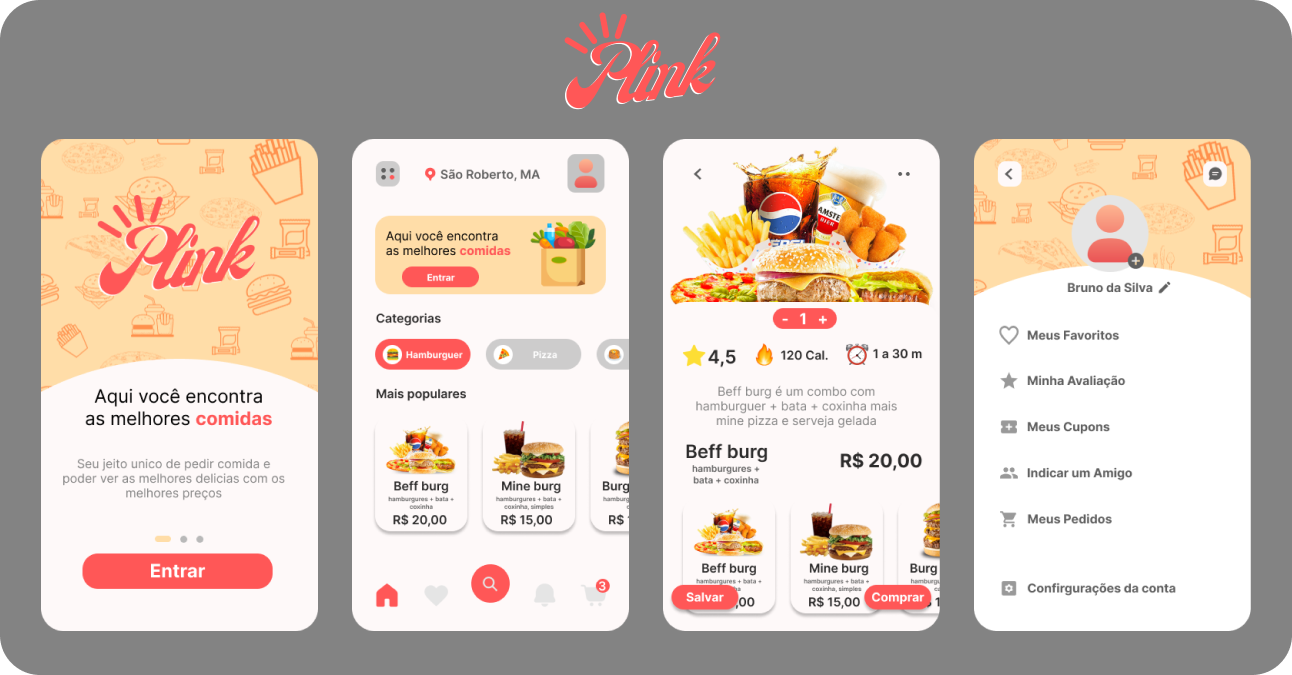 Plink
Plink
Aqui você encontra
as melhores comidas
Seu jeito unico de pedir comida e
poder ver as melhores delicias com os
melhores preços
Entrar
São Roberto, MA
Aqui você encontra
as melhores comidas
Entrar
Categorias
Hamburguer
Pizza
Mais populares
Beff burg
hamburgures + bata +
coxinha
R$ 20,00
Mine burg
hamburgures + bata +
coxinha, simples
R$ 15,00
Burg
R$ 1
3
AMSTE
BIER
PEPSI
- 1 +
4,5
120 Cal.
1 a 30 m
Beff burg é um combo com
hamburguer + bata + coxinha mais
mine pizza e serveja gelada
Beff burg
hamburgures +
bata + coxinha
R$ 20,00
Beff burg
hamburgures + bata +
coxinha
,00
Mine burg
hamburgures + bata +
coxinha, simples
R$ 15,00
Burg
Salvar
Comprar
Bruno da Silva
Meus Favoritos
Minha Avaliação
Meus Cupons
Indicar um Amigo
Meus Pedidos
Confirgurações da conta